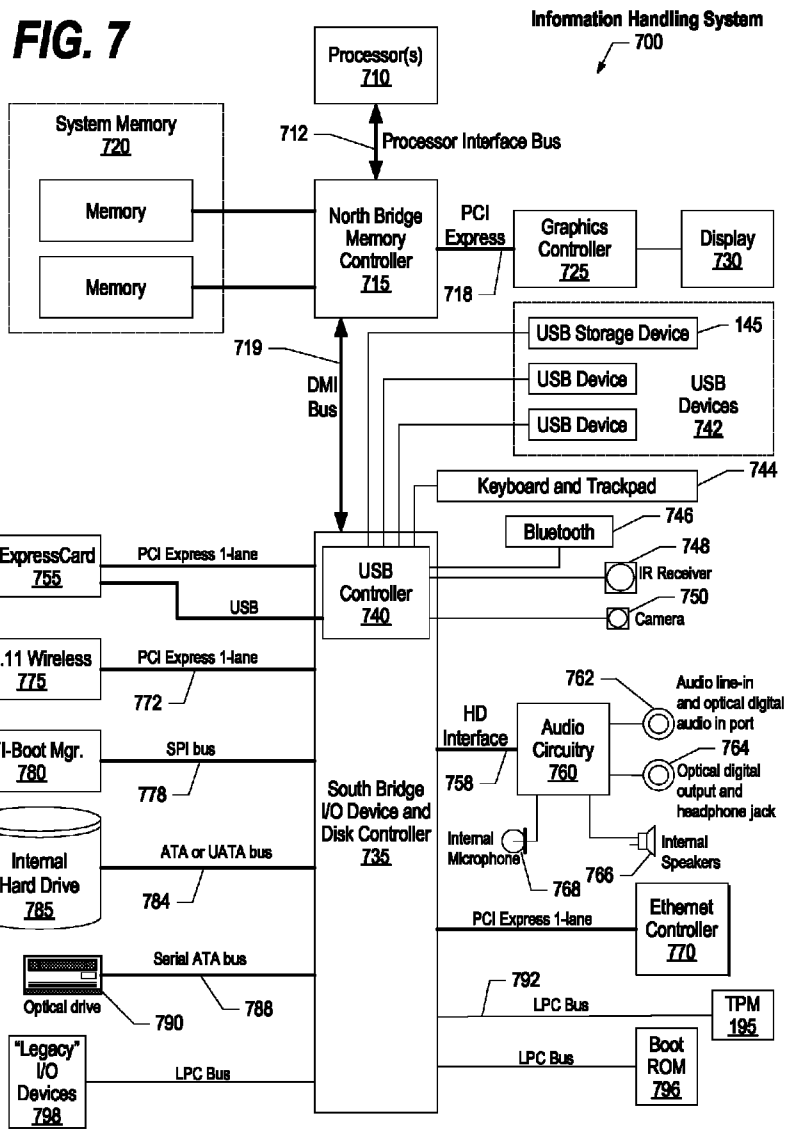 FIG. 7
Information Handling System
700
Processor(s)
710
712
Processor Interface Bus
System Memory
720
Memory
Memory
North Bridge
Memory
Controller
715
PCI
Express
718
Graphics
Controller
725
Display
730
719
DMI
Bus
USB Storage Device
145
USB Device
USB Device
USB
Devices
742
Keyboard and Trackpad
744
Bluetooth
746
748
IR Receiver
750
Camera
ExpressCard
755
PCI Express 1-lane
USB
USB
Controller
740
.11 Wireless
775
PCI Express 1-lane
772
I-Boot Mgr.
780
SPI bus
778
South Bridge
I/O Device and
Disk Controller
735
HD
Interface
758
Audio
Circuitry
760
762
Audio line-in
and optical digital
audio in port
764
Optical digital
output and
headphone jack
Internal
Microphone
768
766
Internal
Speakers
Internal
Hard Drive
785
ATA or UATA bus
784
PCI Express 1-lane
Ethernet
Controller
770
Optical drive
790
Serial ATA bus
788
792
LPC Bus
TPM
195
"Legacy"
I/O
Devices
798
LPC Bus
LPC Bus
Boot
ROM
796